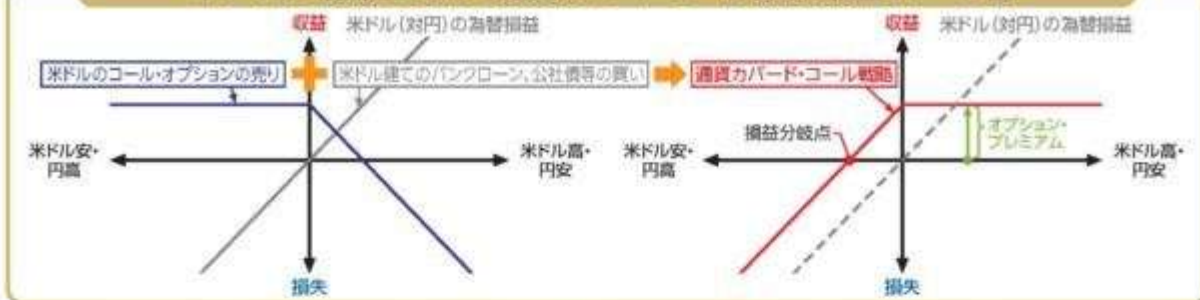 収益
米ドル(対円)の為替損益
米ドルのコール・オプションの売り
米ドル建てのバンクローン、公社債等の買い
米ドル安・
円高
米ドル高・
円安
損失
収益
米ドル(対円)の為替損益
通貨カバード・コール戦略
損益分岐点
オプション・
プレミアム
米ドル安・
円高
米ドル高・
円安
損失